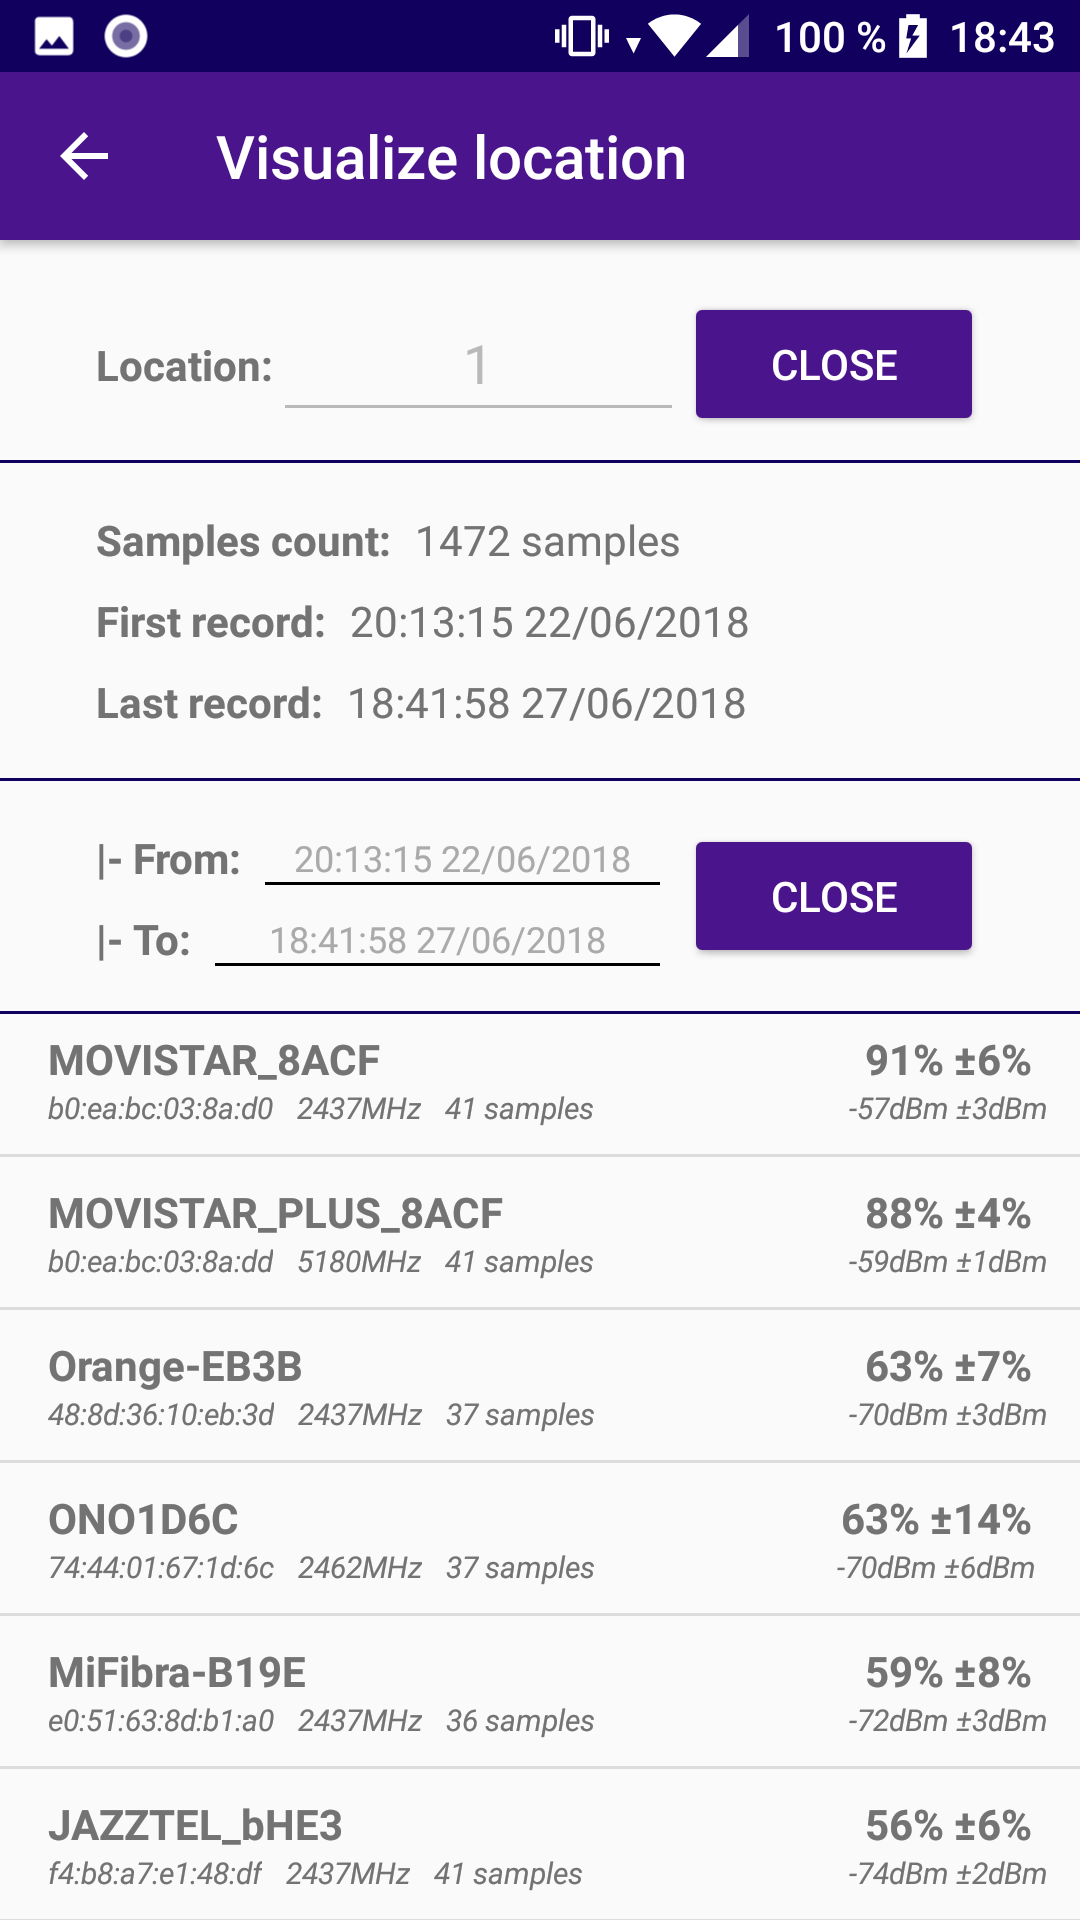 100 % 18:43
Visualize location
Location: 1 CLOSE
Samples count: 1472 samples
First record: 20:13:15 22/06/2018
Last record: 18:41:58 27/06/2018
|- From: 20:13:15 22/06/2018
CLOSE
|- To: 18:41:58 27/06/2018
MOVISTAR_8ACF 91% ±6%
b0:ea:bc:03:8a:d0 2437MHz 41 samples -57dBm ±3dBm
MOVISTAR_PLUS_8ACF 88% ±4%
b0:ea:bc:03:8a:dd 5180MHz 41 samples -59dBm ±1dBm
Orange-EB3B 63% ±7%
48:8d:36:10:eb:3d 2437MHz 37 samples -70dBm ±3dBm
ONO1D6C 63% ±14%
74:44:01:67:1d:6c 2462MHz 37 samples -70dBm ±6dBm
MiFibra-B19E 59% ±8%
e0:51:63:8d:b1:a0 2437MHz 36 samples -72dBm ±3dBm
JAZZTEL_bHE3 56% ±6%
f4:b8:a7:e1:48:df 2437MHz 41 samples -74dBm ±2dBm